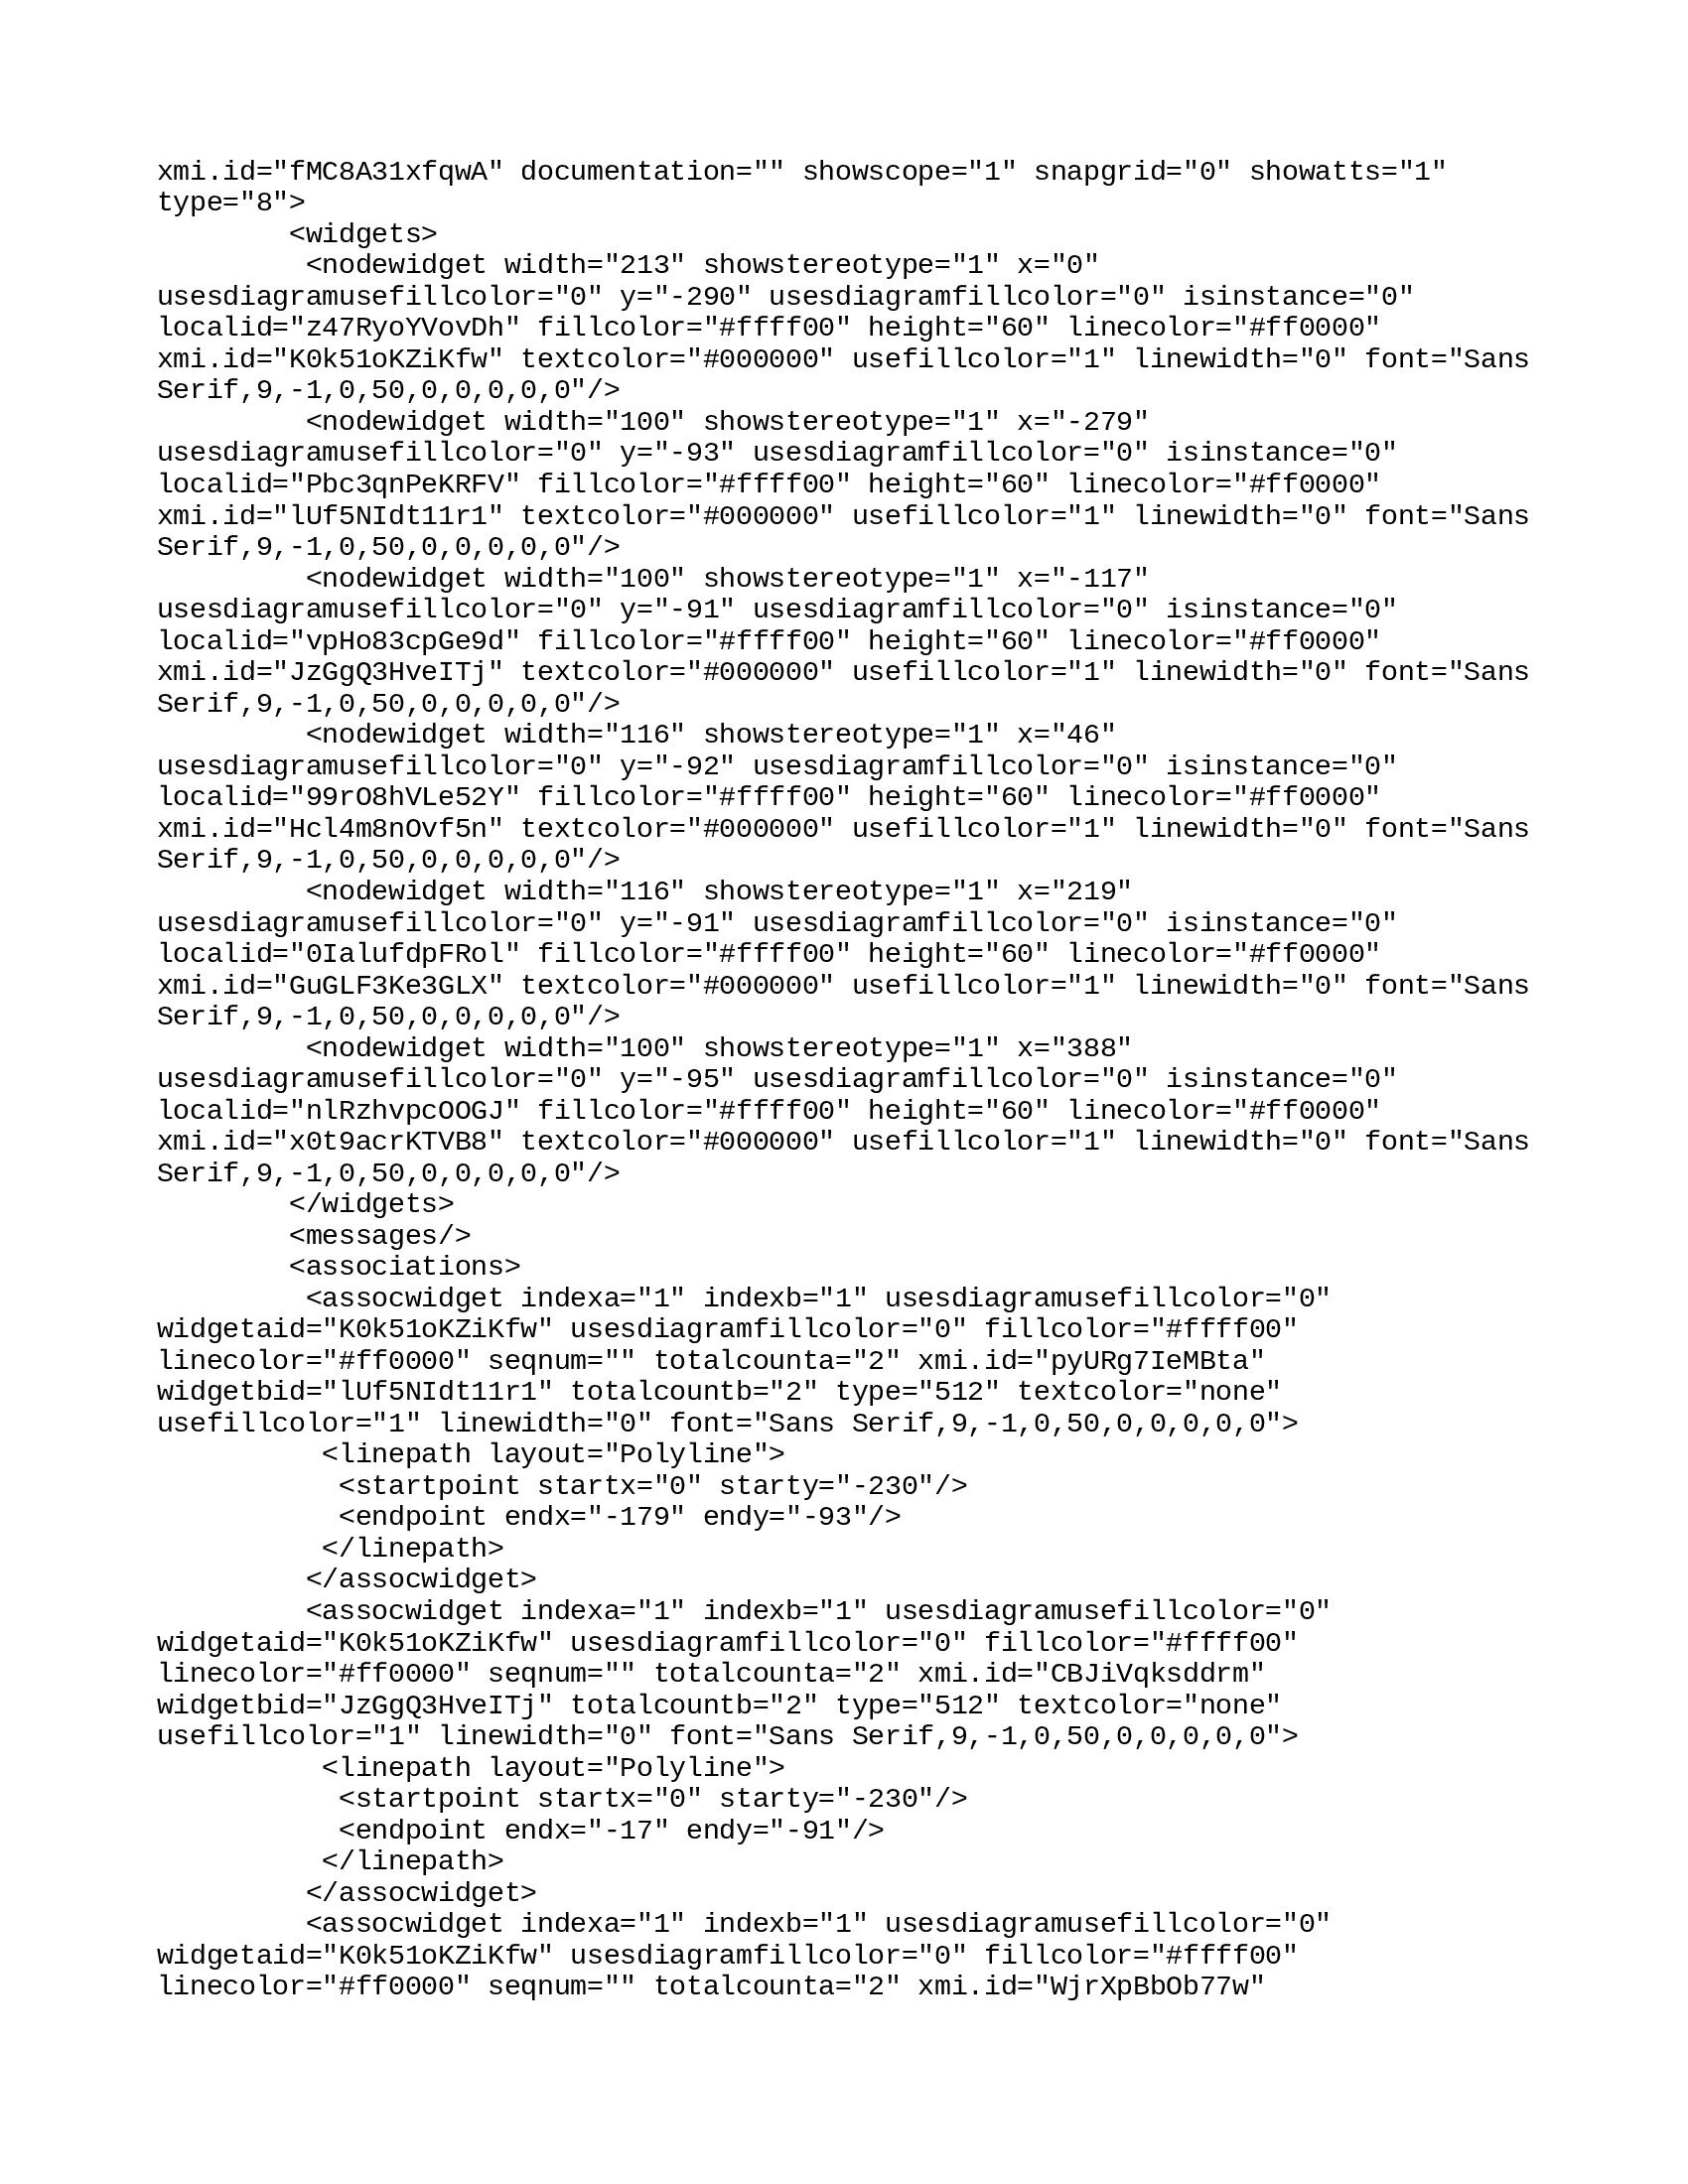 xmi.id="fMC8A31xfqwA" documentation="" showscope="1" snapgrid="0" showatts="1"
type="8">
        <widgets>
         <nodewidget width="213" showstereotype="1" x="0"
usesdiagramusefillcolor="0" y="-290" usesdiagramfillcolor="0" isinstance="0"
localid="z47RyoYVovDh" fillcolor="#ffff00" height="60" linecolor="#ff0000"
xmi.id="K0k51oKZiKfw" textcolor="#000000" usefillcolor="1" linewidth="0" font="Sans
Serif,9,-1,0,50,0,0,0,0,0"/>
         <nodewidget width="100" showstereotype="1" x="-279"
usesdiagramusefillcolor="0" y="-93" usesdiagramfillcolor="0" isinstance="0"
localid="Pbc3qnPeKRFV" fillcolor="#ffff00" height="60" linecolor="#ff0000"
xmi.id="lUf5NIdt11r1" textcolor="#000000" usefillcolor="1" linewidth="0" font="Sans
Serif,9,-1,0,50,0,0,0,0,0"/>
         <nodewidget width="100" showstereotype="1" x="-117"
usesdiagramusefillcolor="0" y="-91" usesdiagramfillcolor="0" isinstance="0"
localid="vpHo83cpGe9d" fillcolor="#ffff00" height="60" linecolor="#ff0000"
xmi.id="JzGgQ3HveITj" textcolor="#000000" usefillcolor="1" linewidth="0" font="Sans
Serif,9,-1,0,50,0,0,0,0,0"/>
         <nodewidget width="116" showstereotype="1" x="46"
usesdiagramusefillcolor="0" y="-92" usesdiagramfillcolor="0" isinstance="0"
localid="99rO8hVLe52Y" fillcolor="#ffff00" height="60" linecolor="#ff0000"
xmi.id="Hcl4m8nOvf5n" textcolor="#000000" usefillcolor="1" linewidth="0" font="Sans
Serif,9,-1,0,50,0,0,0,0,0"/>
         <nodewidget width="116" showstereotype="1" x="219"
usesdiagramusefillcolor="0" y="-91" usesdiagramfillcolor="0" isinstance="0"
localid="0IalufdpFRol" fillcolor="#ffff00" height="60" linecolor="#ff0000"
xmi.id="GuGLF3Ke3GLX" textcolor="#000000" usefillcolor="1" linewidth="0" font="Sans
Serif,9,-1,0,50,0,0,0,0,0"/>
         <nodewidget width="100" showstereotype="1" x="388"
usesdiagramusefillcolor="0" y="-95" usesdiagramfillcolor="0" isinstance="0"
localid="nlRzhvpcOOGJ" fillcolor="#ffff00" height="60" linecolor="#ff0000"
xmi.id="x0t9acrKTVB8" textcolor="#000000" usefillcolor="1" linewidth="0" font="Sans
Serif,9,-1,0,50,0,0,0,0,0"/>
        </widgets>
        <messages/>
        <associations>
         <assocwidget indexa="1" indexb="1" usesdiagramusefillcolor="0"
widgetaid="K0k51oKZiKfw" usesdiagramfillcolor="0" fillcolor="#ffff00"
linecolor="#ff0000" seqnum="" totalcounta="2" xmi.id="pyURg7IeMBta"
widgetbid="lUf5NIdt11r1" totalcountb="2" type="512" textcolor="none"
usefillcolor="1" linewidth="0" font="Sans Serif,9,-1,0,50,0,0,0,0,0">
          <linepath layout="Polyline">
           <startpoint startx="0" starty="-230"/>
           <endpoint endx="-179" endy="-93"/>
          </linepath>
         </assocwidget>
         <assocwidget indexa="1" indexb="1" usesdiagramusefillcolor="0"
widgetaid="K0k51oKZiKfw" usesdiagramfillcolor="0" fillcolor="#ffff00"
linecolor="#ff0000" seqnum="" totalcounta="2" xmi.id="CBJiVqksddrm"
widgetbid="JzGgQ3HveITj" totalcountb="2" type="512" textcolor="none"
usefillcolor="1" linewidth="0" font="Sans Serif,9,-1,0,50,0,0,0,0,0">
          <linepath layout="Polyline">
           <startpoint startx="0" starty="-230"/>
           <endpoint endx="-17" endy="-91"/>
          </linepath>
         </assocwidget>
         <assocwidget indexa="1" indexb="1" usesdiagramusefillcolor="0"
widgetaid="K0k51oKZiKfw" usesdiagramfillcolor="0" fillcolor="#ffff00"
linecolor="#ff0000" seqnum="" totalcounta="2" xmi.id="WjrXpBbOb77w"